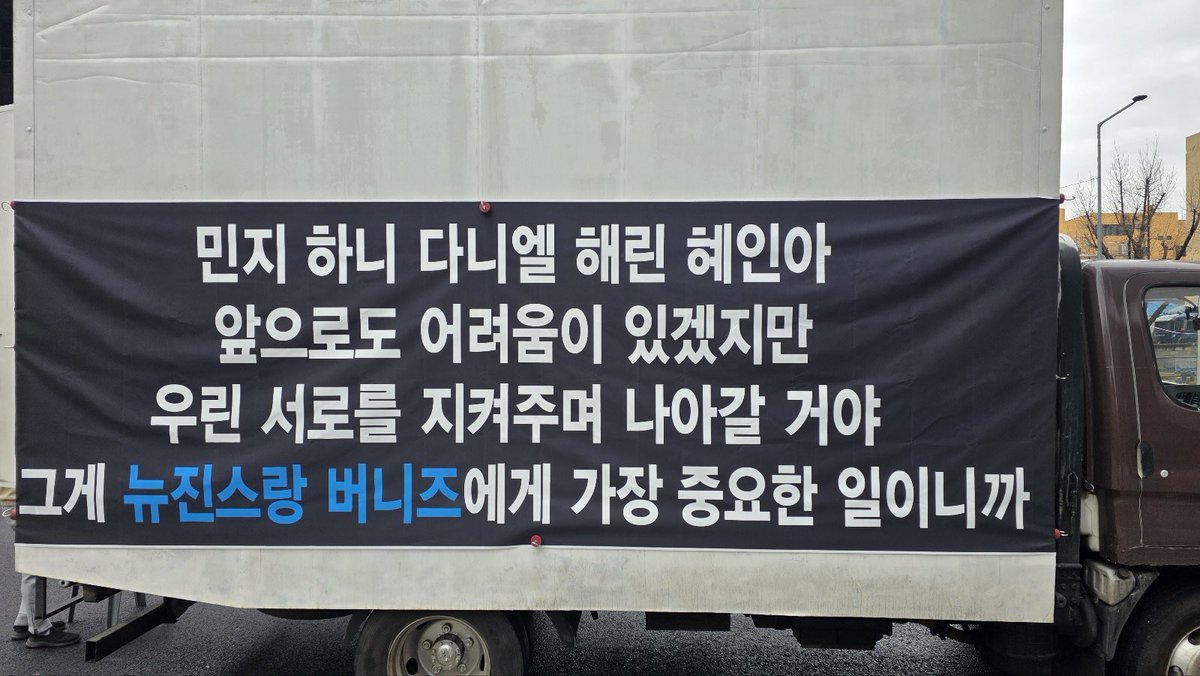 민지 하니 다니엘 해린 혜인아
앞으로도 어려움이 있겠지만
우린 서로를 지켜주며 나아갈 거야
그게 뉴진스랑 버니즈에게 가장 중요한 일이니까